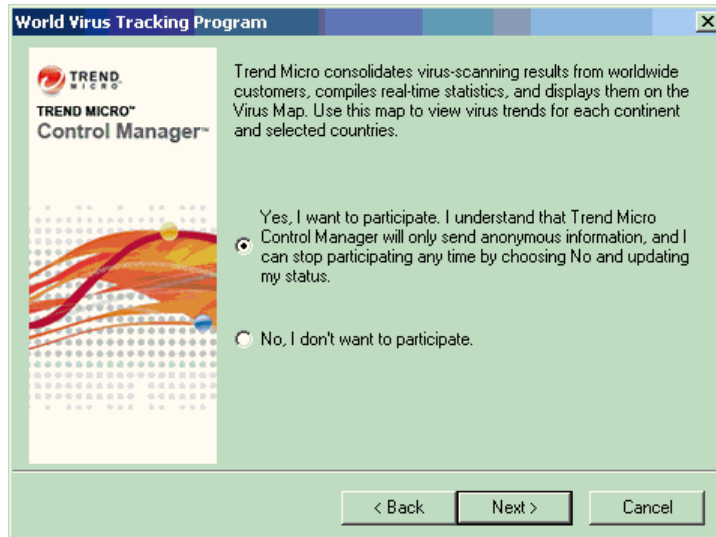 World Virus Tracking Program
TREND
MICRO
TREND MICRO™
Control Manager™
Trend Micro consolidates virus-scanning results from worldwide
customers, compiles real-time statistics, and displays them on the
Virus Map. Use this map to view virus trends for each continent
and selected countries.
Yes, I want to participate. I understand that Trend Micro
Control Manager will only send anonymous information, and I
can stop participating any time by choosing No and updating
my status.
No, I don't want to participate.
< Back
Next >
Cancel